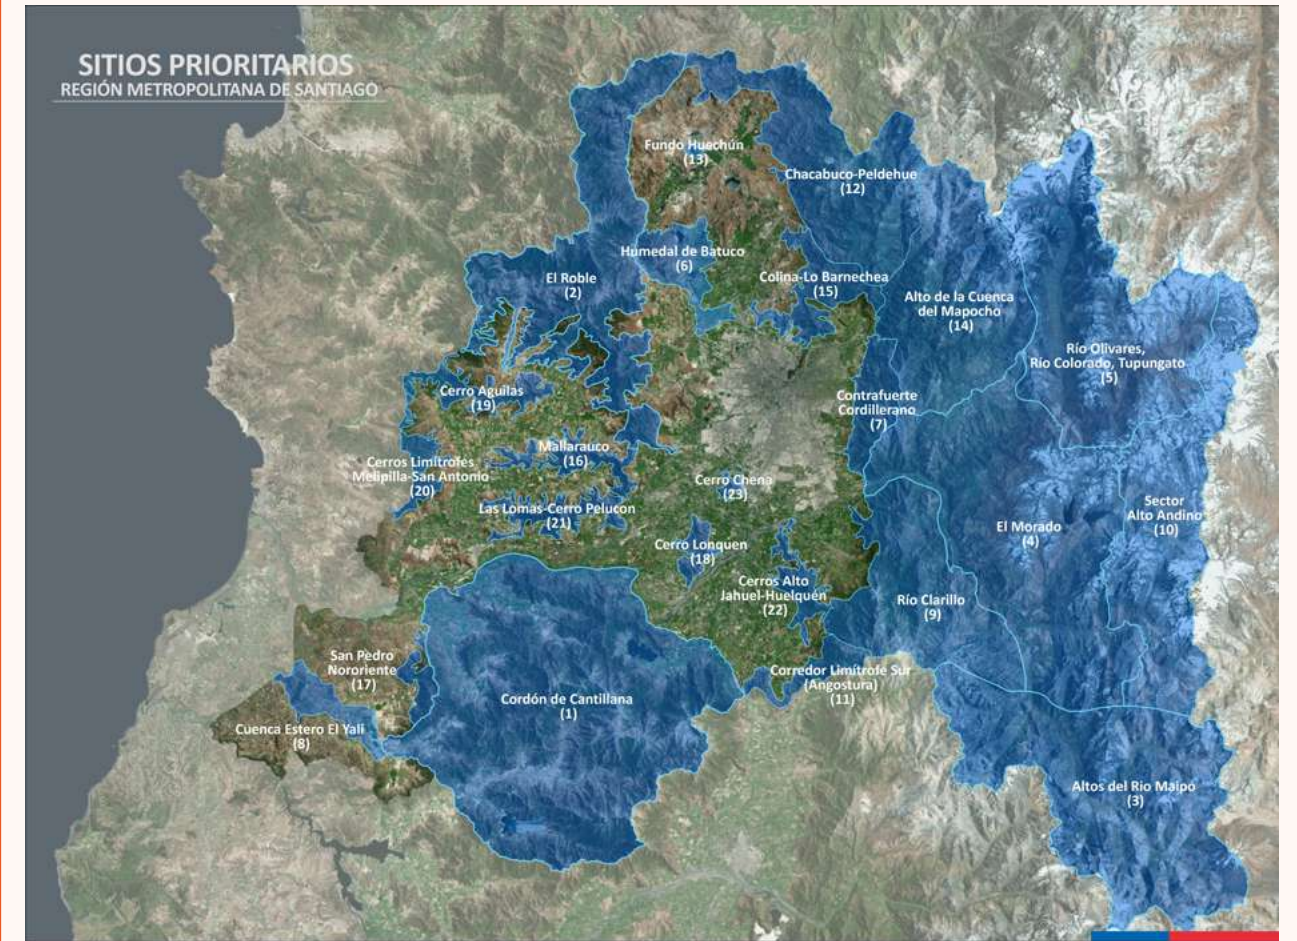 SITIOS PRIORITARIOS
REGIÓN METROPOLITANA DE SANTIAGO
Fundo Huechún
(13)
Chacabuco-Peldehue
(12)
Humedal de Batuco
(6)
El Roble
(2)
Colina-Lo Barnechea
(15)
Alto de la Cuenca
del Mapocho
(14)
Río Olivares,
Río Colorado, Tupungato
(5)
Cerro Aguilas
(19)
Contrafuerte
Cordillerano
(7)
Mallarauco
(16)
Cerros Limítrofes
Melipilla-San Antonio
(20)
Cerro Chena
(23)
Las Lomas-Cerro Pelucon
(21)
Sector
Alto Andino
(10)
El Morado
(4)
Cerro Lonquen
(18)
Cerros Alto
Jahuel-Huelquén
(22)
Río Clarillo
(9)
San Pedro
Nororiente
(17)
Corredor Limítrofe Sur
(Angostura)
(11)
Cordón de Cantillana
(1)
Cuenca Estero El Yali
(8)
Altos del Rio Maipo
(3)